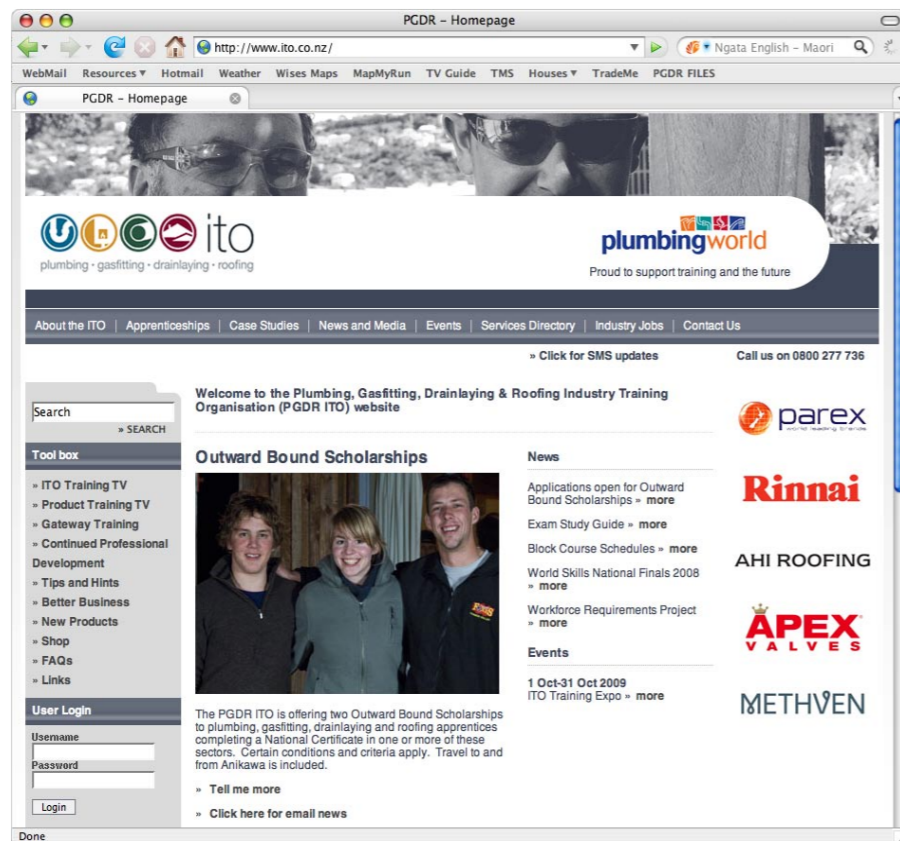 PGDR – Homepage
http://www.ito.co.nz/
Ngata English – Maori
WebMail Resources Hotmail Weather Wises Maps MapMyRun TV Guide TMS Houses TradeMe PGDR FILES
PGDR – Homepage
ito
plumbing • gasfitting • drainlaying • roofing
plumbingworld
Proud to support training and the future
About the ITO | Apprenticeships | Case Studies | News and Media | Events | Services Directory | Industry Jobs | Contact Us
» Click for SMS updates
Call us on 0800 277 736
Search
» SEARCH
Tool box
» ITO Training TV
» Product Training TV
» Gateway Training
» Continued Professional
Development
» Tips and Hints
» Better Business
» New Products
» Shop
» FAQs
» Links
User Login
Username
Password
Login
Welcome to the Plumbing, Gasfitting, Drainlaying & Roofing Industry Training
Organisation (PGDR ITO) website
Outward Bound Scholarships
The PGDR ITO is offering two Outward Bound Scholarships
to plumbing, gasfitting, drainlaying and roofing apprentices
completing a National Certificate in one or more of these
sectors. Certain conditions and criteria apply. Travel to and
from Anikawa is included.
» Tell me more
» Click here for email news
News
Applications open for Outward
Bound Scholarships » more
Exam Study Guide » more
Block Course Schedules » more
World Skills National Finals 2008
» more
Workforce Requirements Project
» more
Events
1 Oct-31 Oct 2009
ITO Training Expo » more
parex
world leading brands
Rinnai
AHI ROOFING
APEX
VALVES
METHVEN
Done